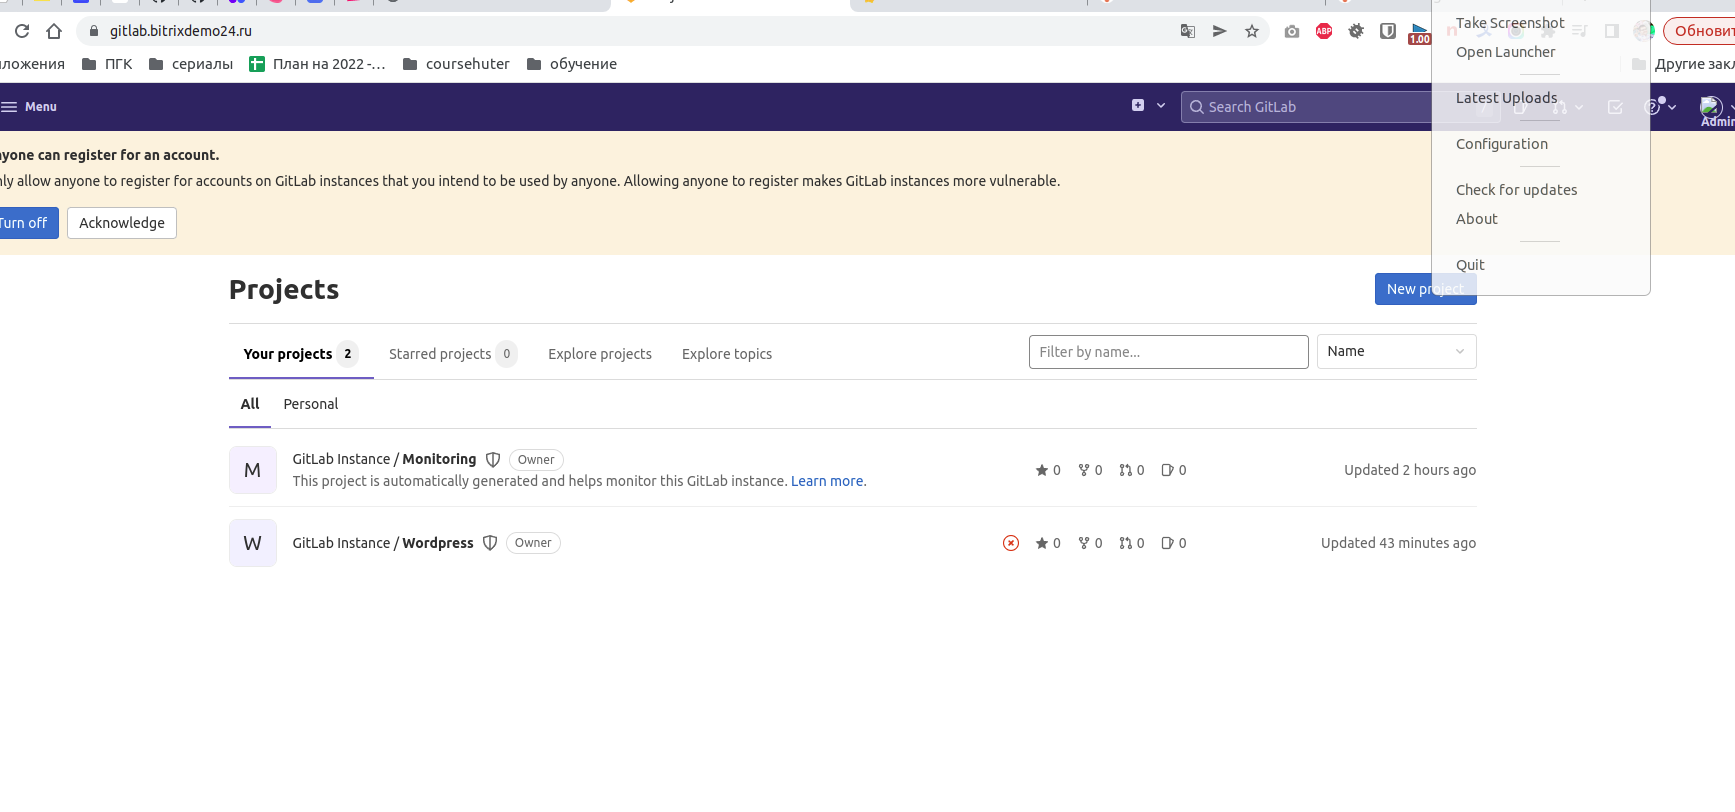 gitlab.bitrixdemo24.ru
ABP
1.00
Обновит
ложения
ПГК
сериалы
План на 2022 -...
coursehuter
обучение
Другие закл
Menu
Search GitLab
Admin
Take Screenshot
Open Launcher
Latest Uploads
Configuration
Check for updates
About
Quit
nyone can register for an account.
nly allow anyone to register for accounts on GitLab instances that you intend to be used by anyone. Allowing anyone to register makes GitLab instances more vulnerable.
Turn off
Acknowledge
Projects
New project
Your projects 2
Starred projects 0
Explore projects
Explore topics
Filter by name...
Name
All
Personal
M
GitLab Instance / Monitoring
Owner
This project is automatically generated and helps monitor this GitLab instance. Learn more.
0 0 0 0
Updated 2 hours ago
W
GitLab Instance / Wordpress
Owner
0 0 0 0
Updated 43 minutes ago